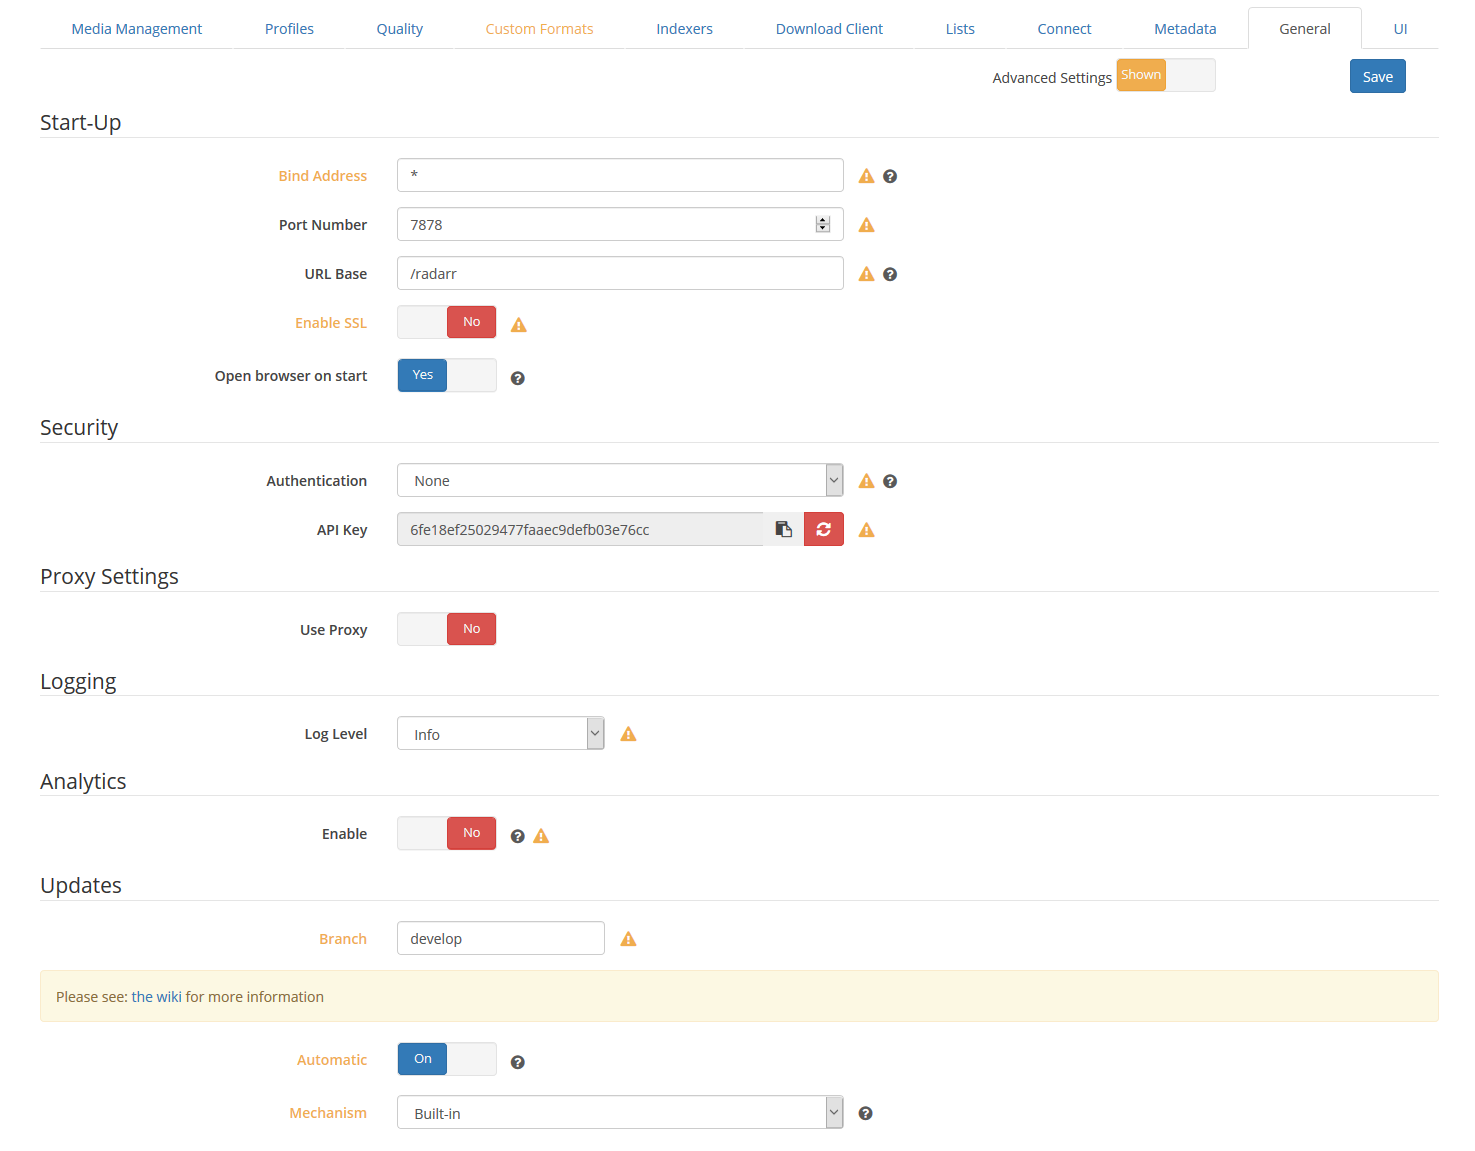 Media Management Profiles Quality Custom Formats Indexers Download Client Lists Connect Metadata General UI
Advanced Settings Shown Save
Start-Up
Bind Address *
Port Number 7878
URL Base /radarr
Enable SSL No
Open browser on start Yes
Security
Authentication None
API Key 6fe18ef25029477faaec9defb03e76cc
Proxy Settings
Use Proxy No
Logging
Log Level Info
Analytics
Enable No
Updates
Branch develop
Please see: the wiki for more information
Automatic On
Mechanism Built-in